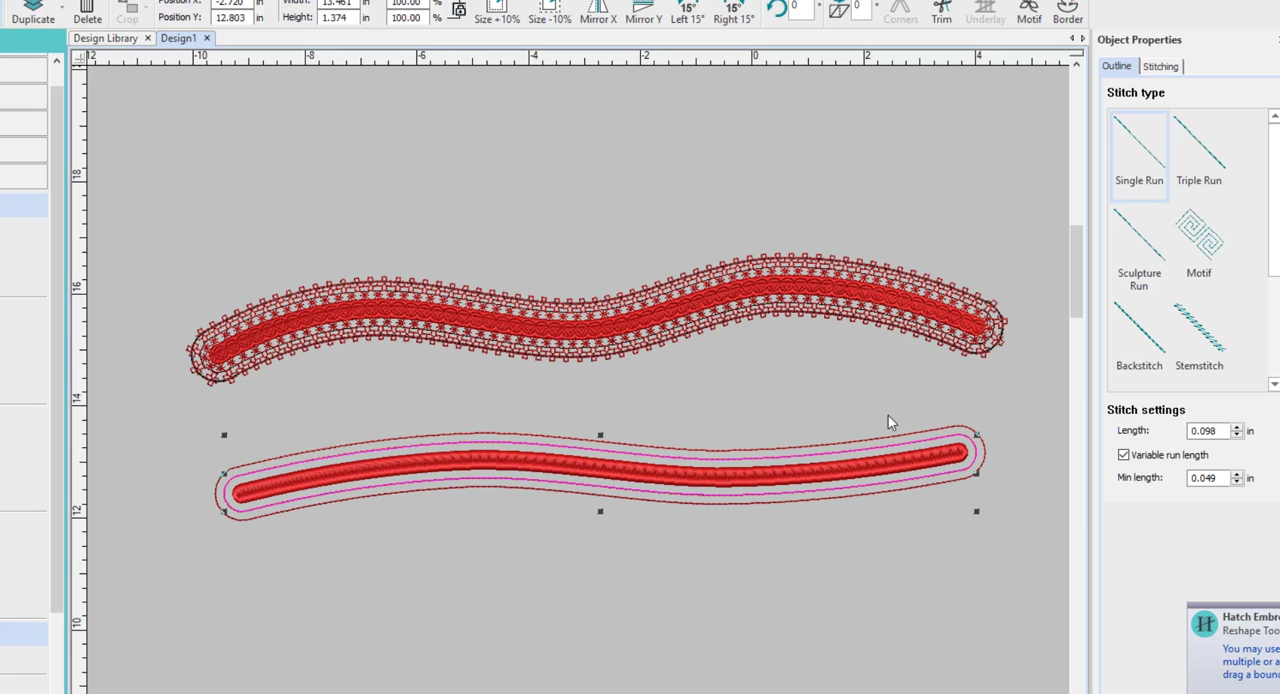 Duplicate Delete Crop Position X: -2.720 in Width: 13.461 in 100.00 %
Position Y: 12.803 in Height: 1.374 in 100.00 %
Size +10% Size -10% Mirror X Mirror Y Left 15° Right 15° 0 ° 0 ° Corners Trim Underlay Motif Border
15° 15°
Design Library × Design1 ×
12 -10 -8 -6 -4 -2 0 2 4
18
16
14
12
10
Object Properties
Outline Stitching
Stitch type
Single Run Triple Run
Sculpture Run Motif
Backstitch Stemstitch
Stitch settings
Length: 0.098 in
Variable run length
Min length: 0.049 in
Hatch Embr
Reshape Too
You may use
multiple or a
drag a boun